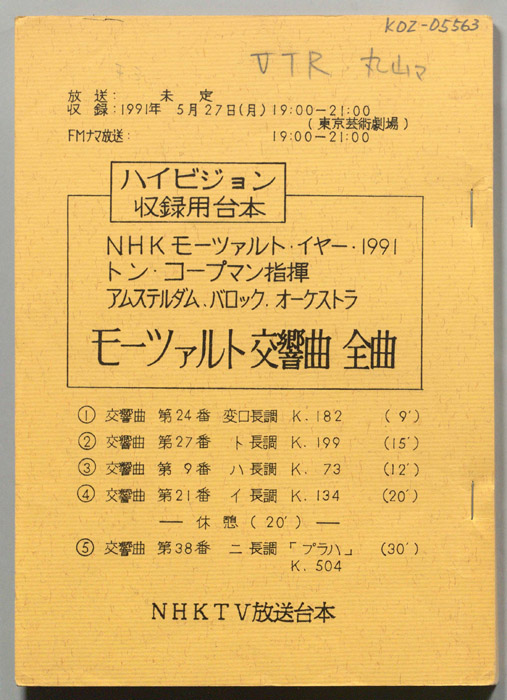 KDZ-05563
VTR 丸山マ
放送: 未定
収録:1991年 5月27日(月)19:00-21:00
(東京芸術劇場)
FMナマ放送: 19:00-21:00
ハイビジョン
収録用台本
NHKモーツァルト・イヤー・1991
トン・コープマン指揮
アムステルダム、バロック、オーケストラ
モーツァルト交響曲 全曲
① 交響曲 第24番 変ロ長調 K.182 (9′)
② 交響曲 第27番 ト長調 K.199 (15′)
③ 交響曲 第9番 ハ長調 K.73 (12′)
④ 交響曲 第21番 イ長調 K.134 (20′)
— 休憩(20′) —
⑤ 交響曲 第38番 ニ長調 「プラハ」 (30′)
K.504
NHKTV放送台本